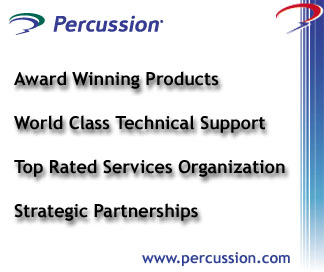 Percussion
Award Winning Products
World Class Technical Support
Top Rated Services Organization
Strategic Partnerships
www.percussion.com